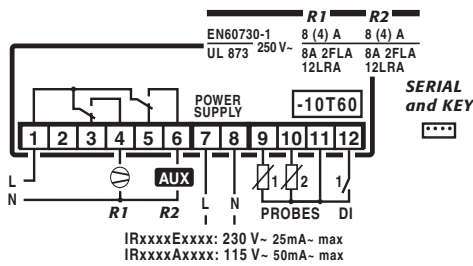 R1 R2
EN60730-1 8 (4) A 8 (4) A
UL 873 250 V~ 8A 2FLA 8A 2FLA
12LRA 12LRA
POWER SUPPLY
-10T60
SERIAL
and KEY
1 2 3 4 5 6 7 8 9 10 11 12
L
N
AUX
1 2 1
R1 R2 L N PROBES DI
IRxxxxExxxx: 230 V~ 25mA~ max
IRxxxxAxxxx: 115 V~ 50mA~ max